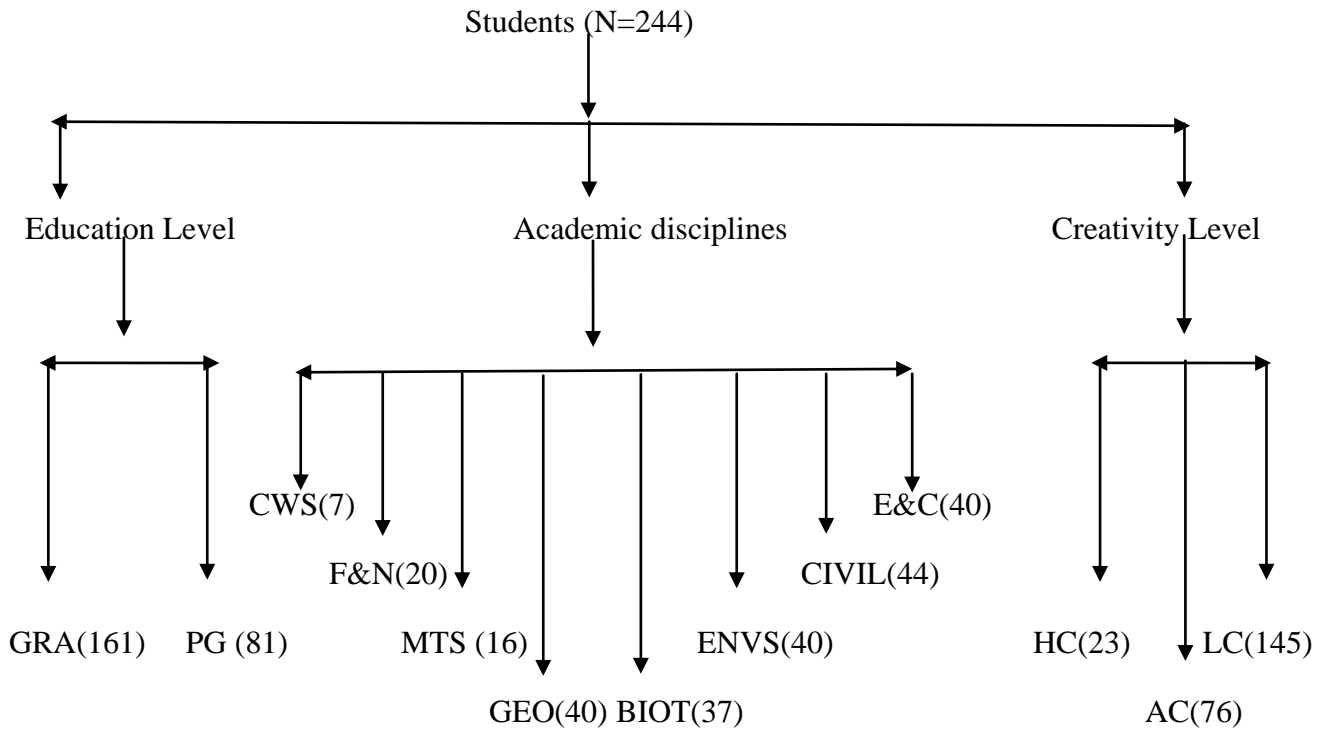 Students (N=244)
Education Level
Academic disciplines
Creativity Level
CWS(7)
E&C(40)
F&N(20)
CIVIL(44)
GRA(161)
PG (81)
MTS (16)
ENVS(40)
HC(23)
LC(145)
GEO(40)
BIOT(37)
AC(76)